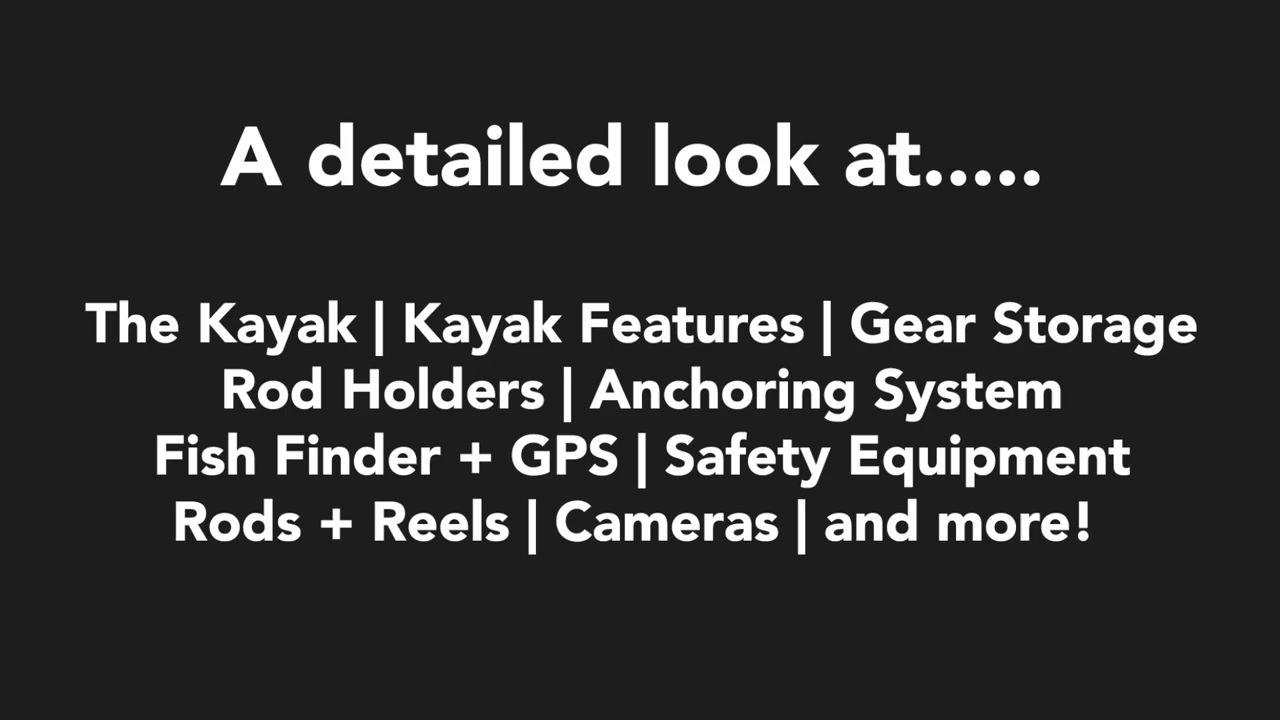 A detailed look at.....
The Kayak | Kayak Features | Gear Storage
Rod Holders | Anchoring System
Fish Finder + GPS | Safety Equipment
Rods + Reels | Cameras | and more!